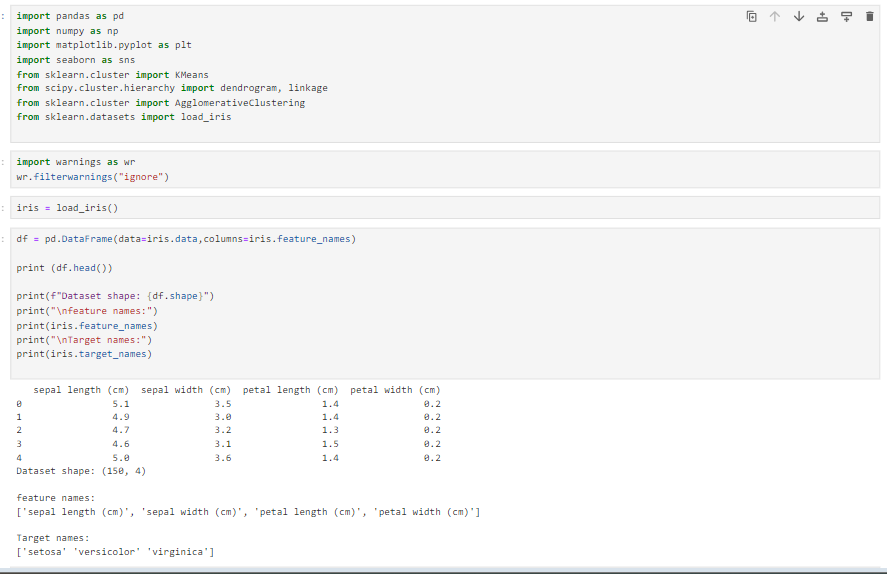 import pandas as pd
import numpy as np
import matplotlib.pyplot as plt
import seaborn as sns
from sklearn.cluster import KMeans
from scipy.cluster.hierarchy import dendrogram, linkage
from sklearn.cluster import AgglomerativeClustering
from sklearn.datasets import load_iris
import warnings as wr
wr.filterwarnings("ignore")
iris = load_iris()
df = pd.DataFrame(data=iris.data,columns=iris.feature_names)
print (df.head())
print(f"Dataset shape: {df.shape}")
print("\nfeature names:")
print(iris.feature_names)
print("\nTarget names:")
print(iris.target_names)
sepal length (cm)  sepal width (cm)  petal length (cm)  petal width (cm)
0                5.1               3.5                1.4               0.2
1                4.9               3.0                1.4               0.2
2                4.7               3.2                1.3               0.2
3                4.6               3.1                1.5               0.2
4                5.0               3.6                1.4               0.2
Dataset shape: (150, 4)
feature names:
['sepal length (cm)', 'sepal width (cm)', 'petal length (cm)', 'petal width (cm)']
Target names:
['setosa' 'versicolor' 'virginica']